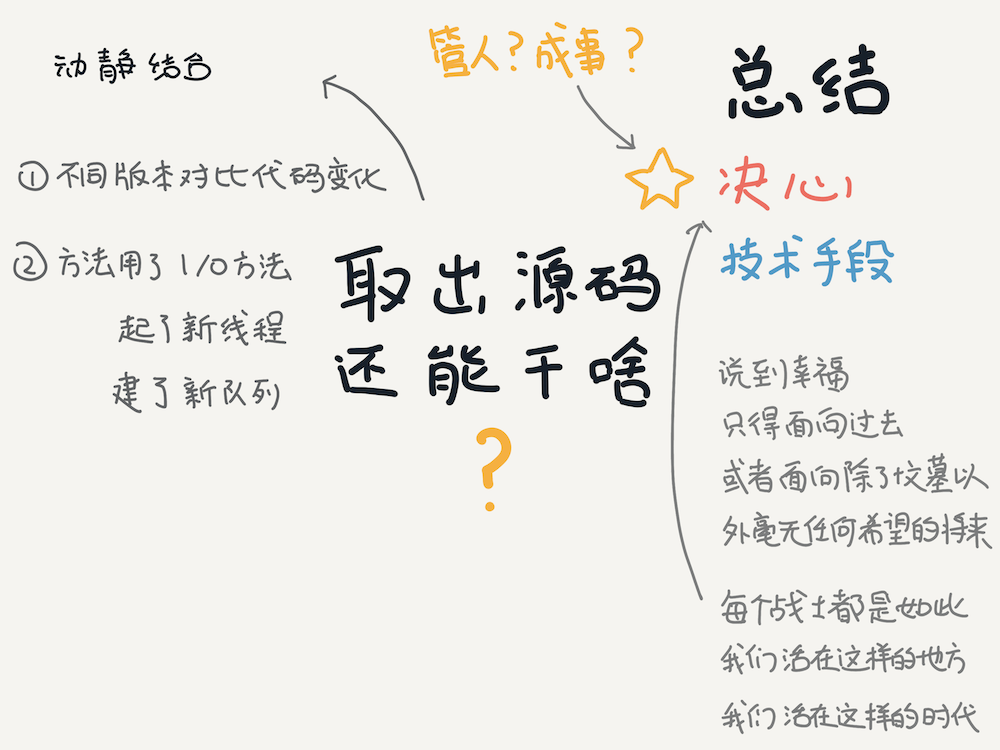 动静结合
① 不同版本对比代码变化
② 方法用了 I/O 方法
起了新线程
建了新队列
取出源码
还能干啥
?
管人?成事?
总结
决心
技术手段
说到幸福
只得面向过去
或者面向除了坟墓以
外毫无任何希望的将来
每个战士都是如此
我们活在这样的地方
我们活在这样的时代